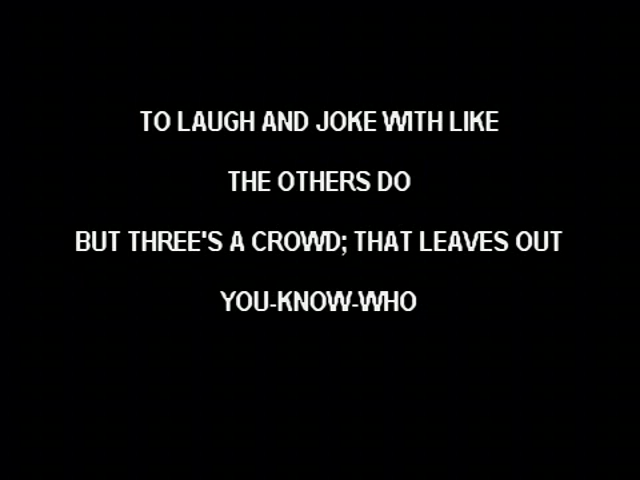 TO LAUGH AND JOKE WITH LIKE
THE OTHERS DO
BUT THREE'S A CROWD; THAT LEAVES OUT
YOU-KNOW-WHO